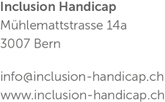 Inclusion Handicap
Mühlemattstrasse 14a
3007 Bern
info@inclusion-handicap.ch
www.inclusion-handicap.ch